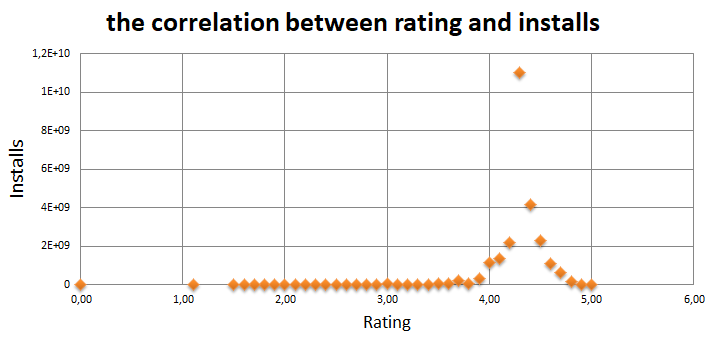 the correlation between rating and installs
1,2E+10
1E+10
8E+09
6E+09
4E+09
2E+09
0
0,00 1,00 2,00 3,00 4,00 5,00 6,00
Installs
Rating